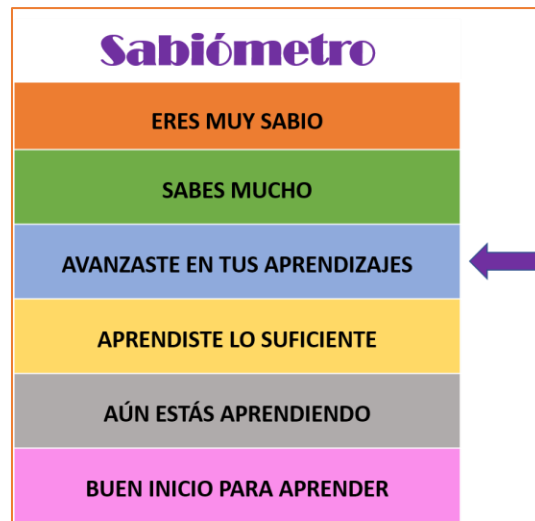 Sabiómetro
ERES MUY SABIO
SABES MUCHO
AVANZASTE EN TUS APRENDIZAJES
APRENDISTE LO SUFICIENTE
AÚN ESTÁS APRENDIENDO
BUEN INICIO PARA APRENDER